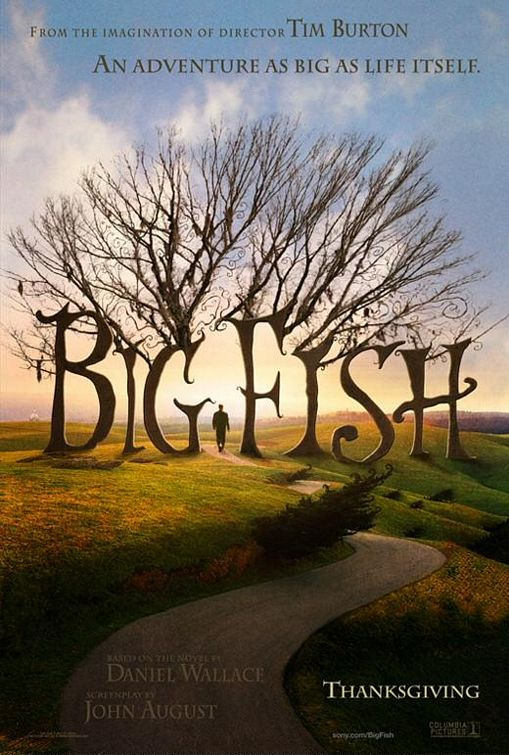 FROM THE IMAGINATION OF DIRECTOR TIM BURTON
AN ADVENTURE AS BIG AS LIFE ITSELF.
BIG FISH
BASED ON THE NOVEL BY
DANIEL WALLACE
SCREENPLAY BY
JOHN AUGUST
THANKSGIVING
sony.com/BigFish
COLUMBIA
PICTURES